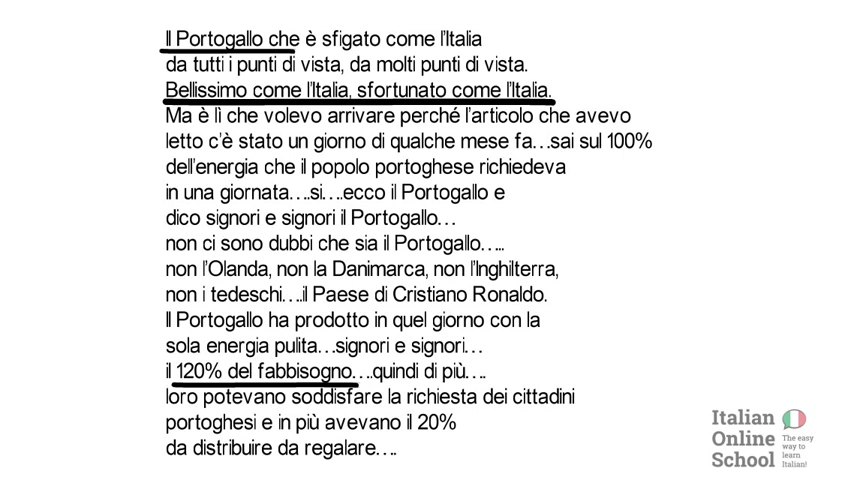 Il Portogallo che è sfigato come l'Italia
da tutti i punti di vista, da molti punti di vista.
Bellissimo come l'Italia, sfortunato come l'Italia.
Ma è lì che volevo arrivare perché l'articolo che avevo
letto c'è stato un giorno di qualche mese fa…sai sul 100%
dell'energia che il popolo portoghese richiedeva
in una giornata….si….ecco il Portogallo e
dico signori e signori il Portogallo…
non ci sono dubbi che sia il Portogallo…..
non l'Olanda, non la Danimarca, non l'Inghilterra,
non i tedeschi….il Paese di Cristiano Ronaldo.
Il Portogallo ha prodotto in quel giorno con la
sola energia pulita…signori e signori…
il 120% del fabbisogno….quindi di più….
loro potevano soddisfare la richiesta dei cittadini
portoghesi e in più avevano il 20%
da distribuire da regalare….
Italian
Online
School
The easy
way to
learn
Italian!